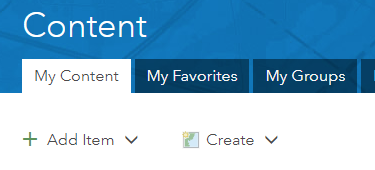 Content
My Content My Favorites My Groups
+ Add Item Create